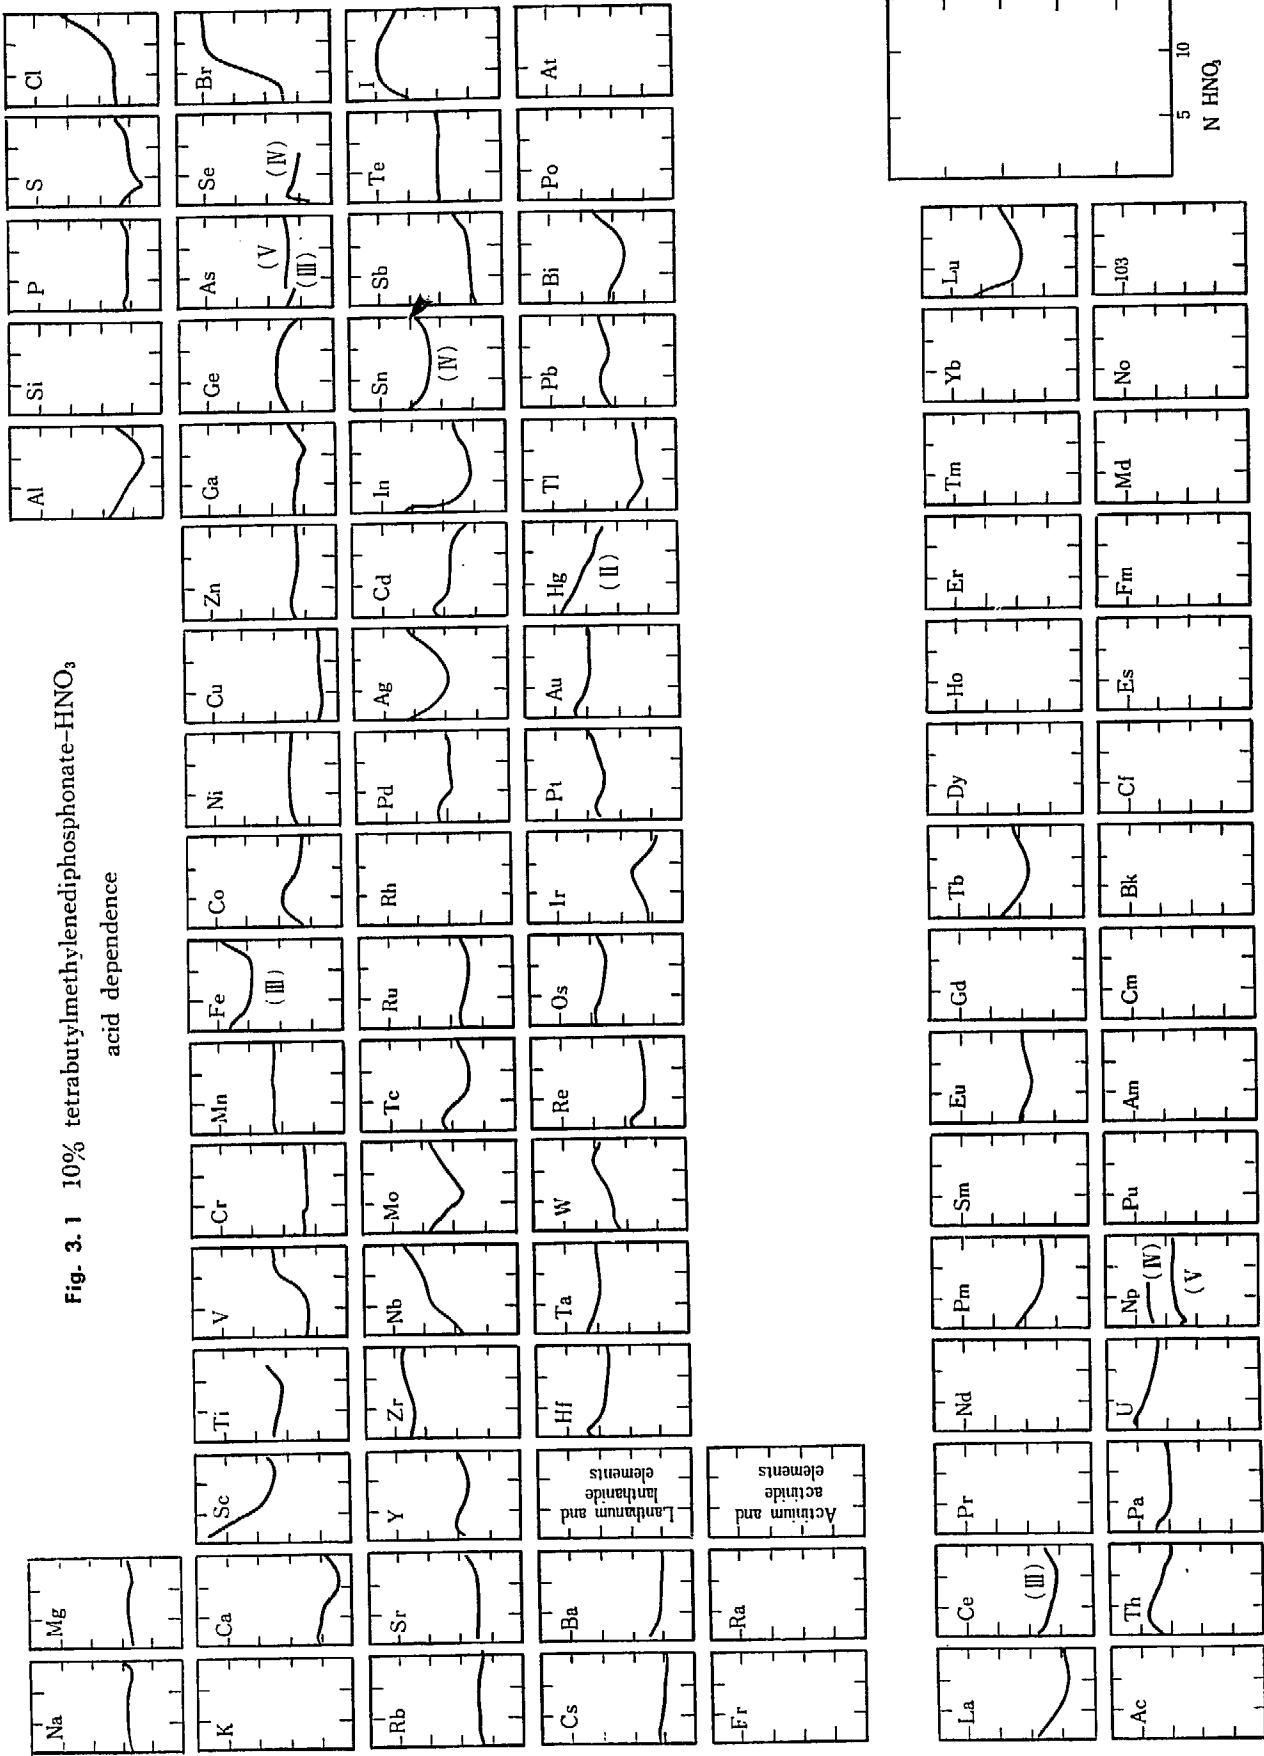 Fig. 3.1 10% tetrabutylmethylenediphosphonate–HNO₃
acid dependence
Na
Mg
Al
Si
P
S
Cl
K
Ca
Sc
Ti
V
Cr
Mn
Fe
(III)
Co
Ni
Cu
Zn
Ga
Ge
As
(V)
(III)
Se
(IV)
Br
Rb
Sr
Y
Zr
Nb
Mo
Tc
Ru
Rh
Pd
Ag
Cd
In
Sn
(IV)
Sb
Te
I
Cs
Ba
Lanthanum and
lanthanide
elements
Hf
Ta
W
Re
Os
Ir
Pt
Au
Hg
(II)
Tl
Pb
Bi
Po
At
Fr
Ra
Actinium and
actinide
elements
La
Ce
(III)
Pr
Nd
Pm
Sm
Eu
Gd
Tb
Dy
Ho
Er
Tm
Yb
Lu
Ac
Th
Pa
U
Np
(IV)
(V
Pu
Am
Cm
Bk
Cf
Es
Fm
Md
No
103
5 10
N HNO₃